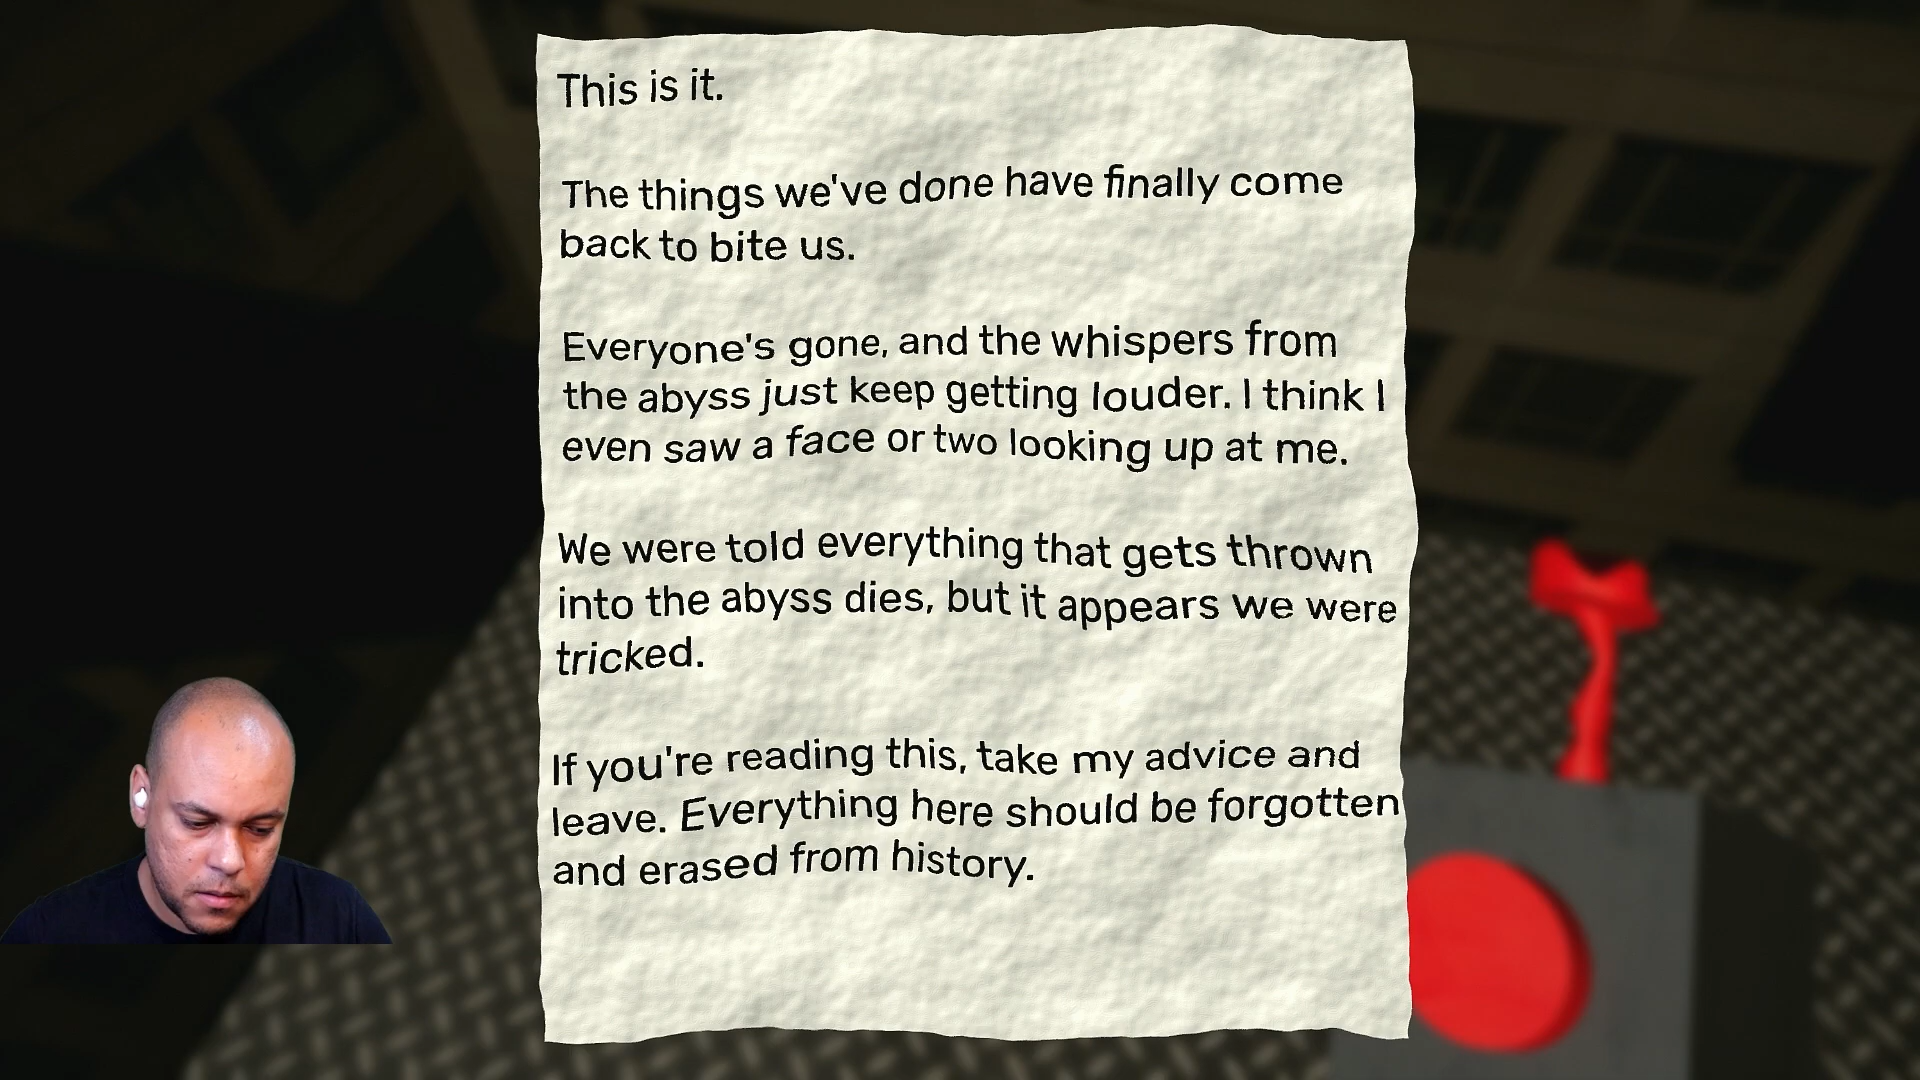 This is it.
The things we've done have finally come
back to bite us.
Everyone's gone, and the whispers from
the abyss just keep getting louder. I think I
even saw a face or two looking up at me.
We were told everything that gets thrown
into the abyss dies, but it appears we were
tricked.
If you're reading this, take my advice and
leave. Everything here should be forgotten
and erased from history.